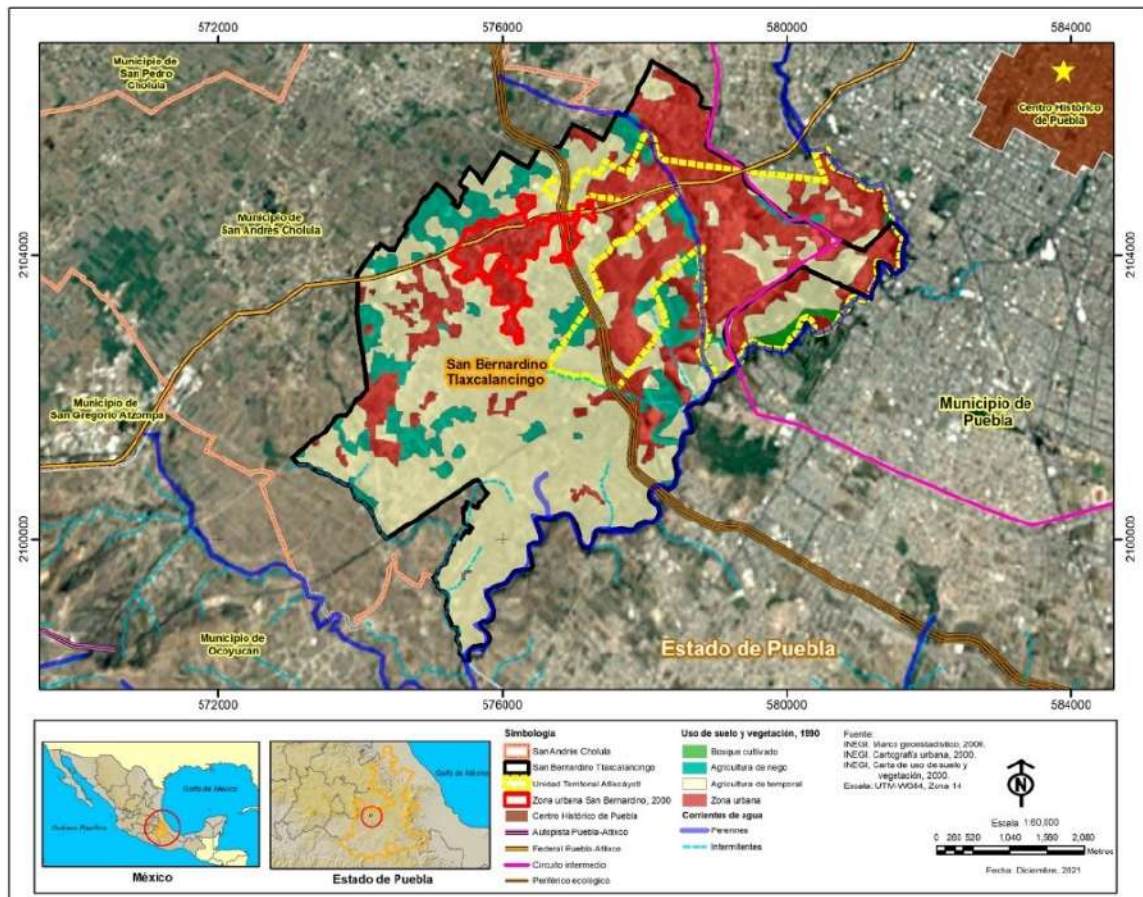 572000 576000 580000 584000
Municipio de
San Pedro
Cholula
Centro Histórico
de Puebla
Municipio de
San Andrés Cholula
2104000
2104000
San Bernardino
Tlaxcalancingo
Municipio de
San Gregorio Atzompa
Municipio de
Puebla
2100000
2100000
Municipio de
Ocoyucan
Estado de Puebla
572000 576000 580000 584000
Golfo de México
Océano Pacífico
México
Golfo de México
Estado de Puebla
Simbología
San Andrés Cholula
San Bernardino Tlaxcalancingo
Unidad Territorial Atlixcáyotl
Zona urbana San Bernardino, 2000
Centro Histórico de Puebla
Autopista Puebla-Atlixco
Federal Puebla-Atlixco
Circuito intermedio
Periférico ecológico
Uso de suelo y vegetación, 1990
Bosque cultivado
Agricultura de riego
Agricultura de temporal
Zona urbana
Corrientes de agua
Perennes
Intermitentes
Fuente:
INEGI, Marco geoestadístico, 2006.
INEGI, Cartografía urbana, 2000.
INEGI, Carta de uso de suelo y
vegetación, 2000.
Escala: UTM-WG84, Zona 14
N
Escala 1:60,000
0 260 520 1,040 1,560 2,080
Metros
Fecha: Diciembre, 2021